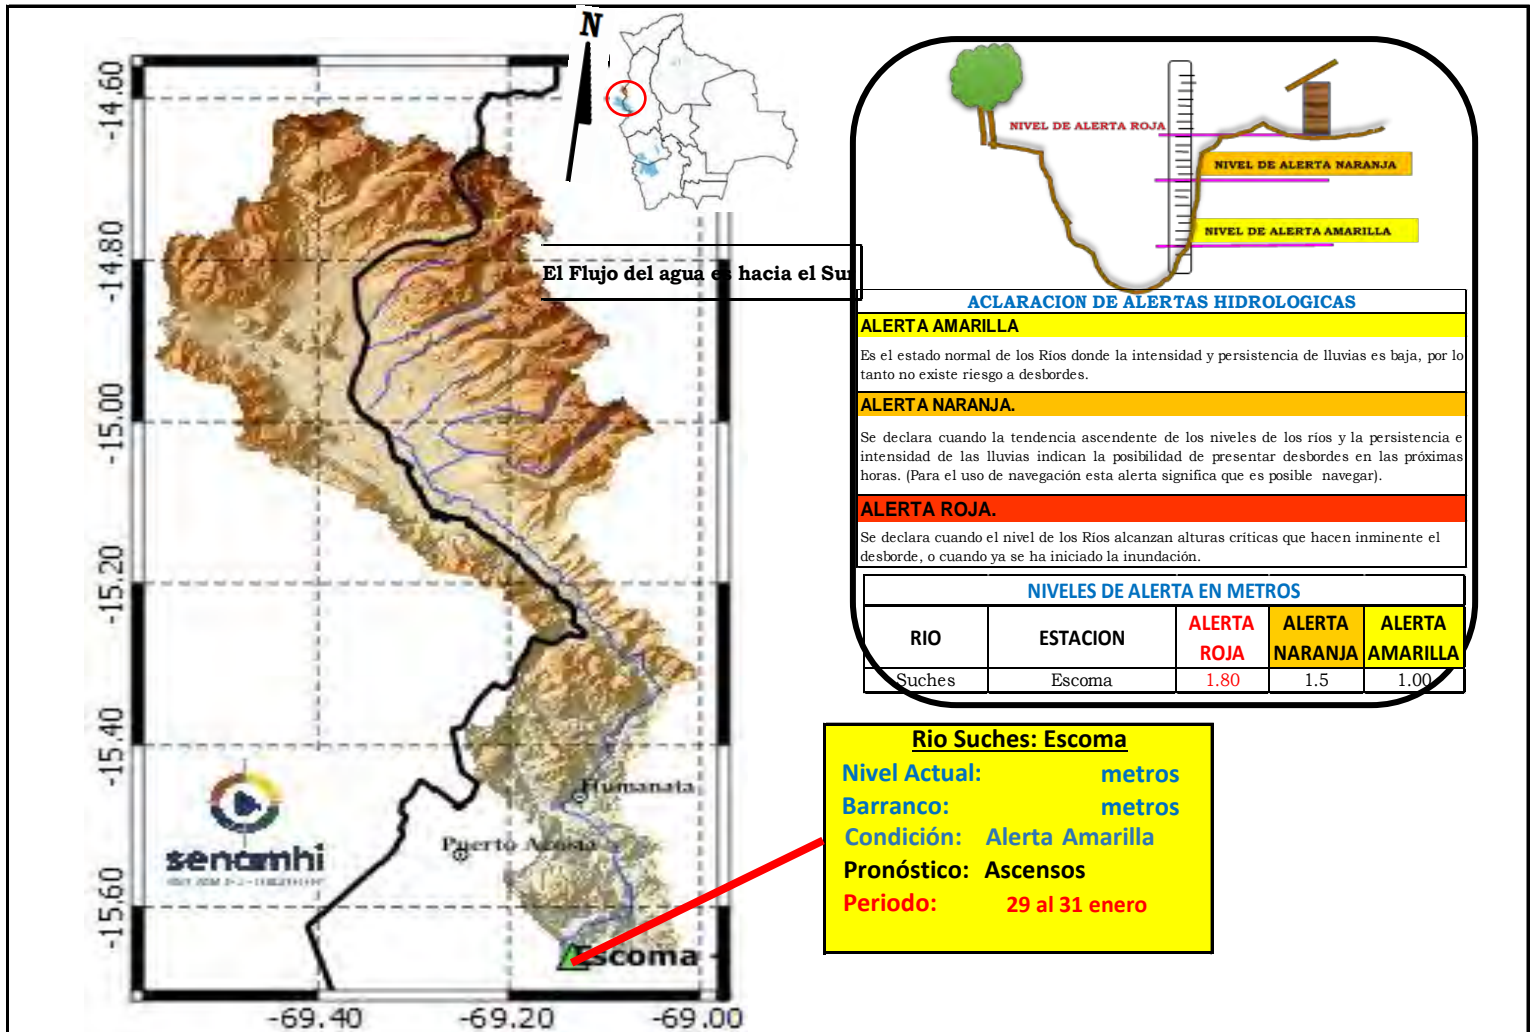 N
-14.60
-14.80
-15.00
-15.20
-15.40
-15.60
-69.40
-69.20
-69.00
El Flujo del agua es hacia el Sur
Humanata
Puerto Acosta
Escoma
senamhi
NIVEL DE ALERTA ROJA
NIVEL DE ALERTA NARANJA
NIVEL DE ALERTA AMARILLA
ACLARACION DE ALERTAS HIDROLOGICAS
ALERTA AMARILLA
Es el estado normal de los Ríos donde la intensidad y persistencia de lluvias es baja, por lo
tanto no existe riesgo a desbordes.
ALERTA NARANJA.
Se declara cuando la tendencia ascendente de los niveles de los ríos y la persistencia e
intensidad de las lluvias indican la posibilidad de presentar desbordes en las próximas
horas. (Para el uso de navegación esta alerta significa que es posible navegar).
ALERTA ROJA.
Se declara cuando el nivel de los Ríos alcanzan alturas críticas que hacen inminente el
desborde, o cuando ya se ha iniciado la inundación.
NIVELES DE ALERTA EN METROS
RIO ESTACION ALERTA ROJA ALERTA NARANJA ALERTA AMARILLA
Suches Escoma 1.80 1.5 1.00
Rio Suches: Escoma
Nivel Actual: metros
Barranco: metros
Condición: Alerta Amarilla
Pronóstico: Ascensos
Periodo: 29 al 31 enero